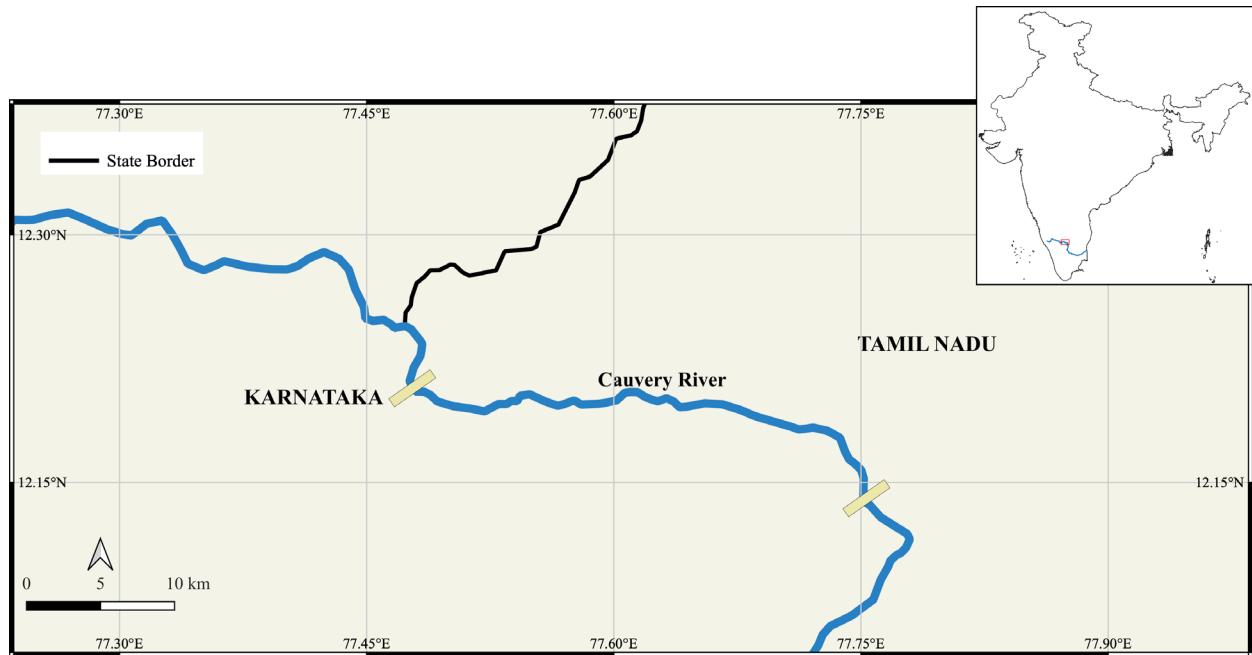 77.30°E 77.45°E 77.60°E 77.75°E
State Border
12.30°N
TAMIL NADU
Cauvery River
KARNATAKA
12.15°N 12.15°N
0 5 10 km
77.30°E 77.45°E 77.60°E 77.75°E 77.90°E